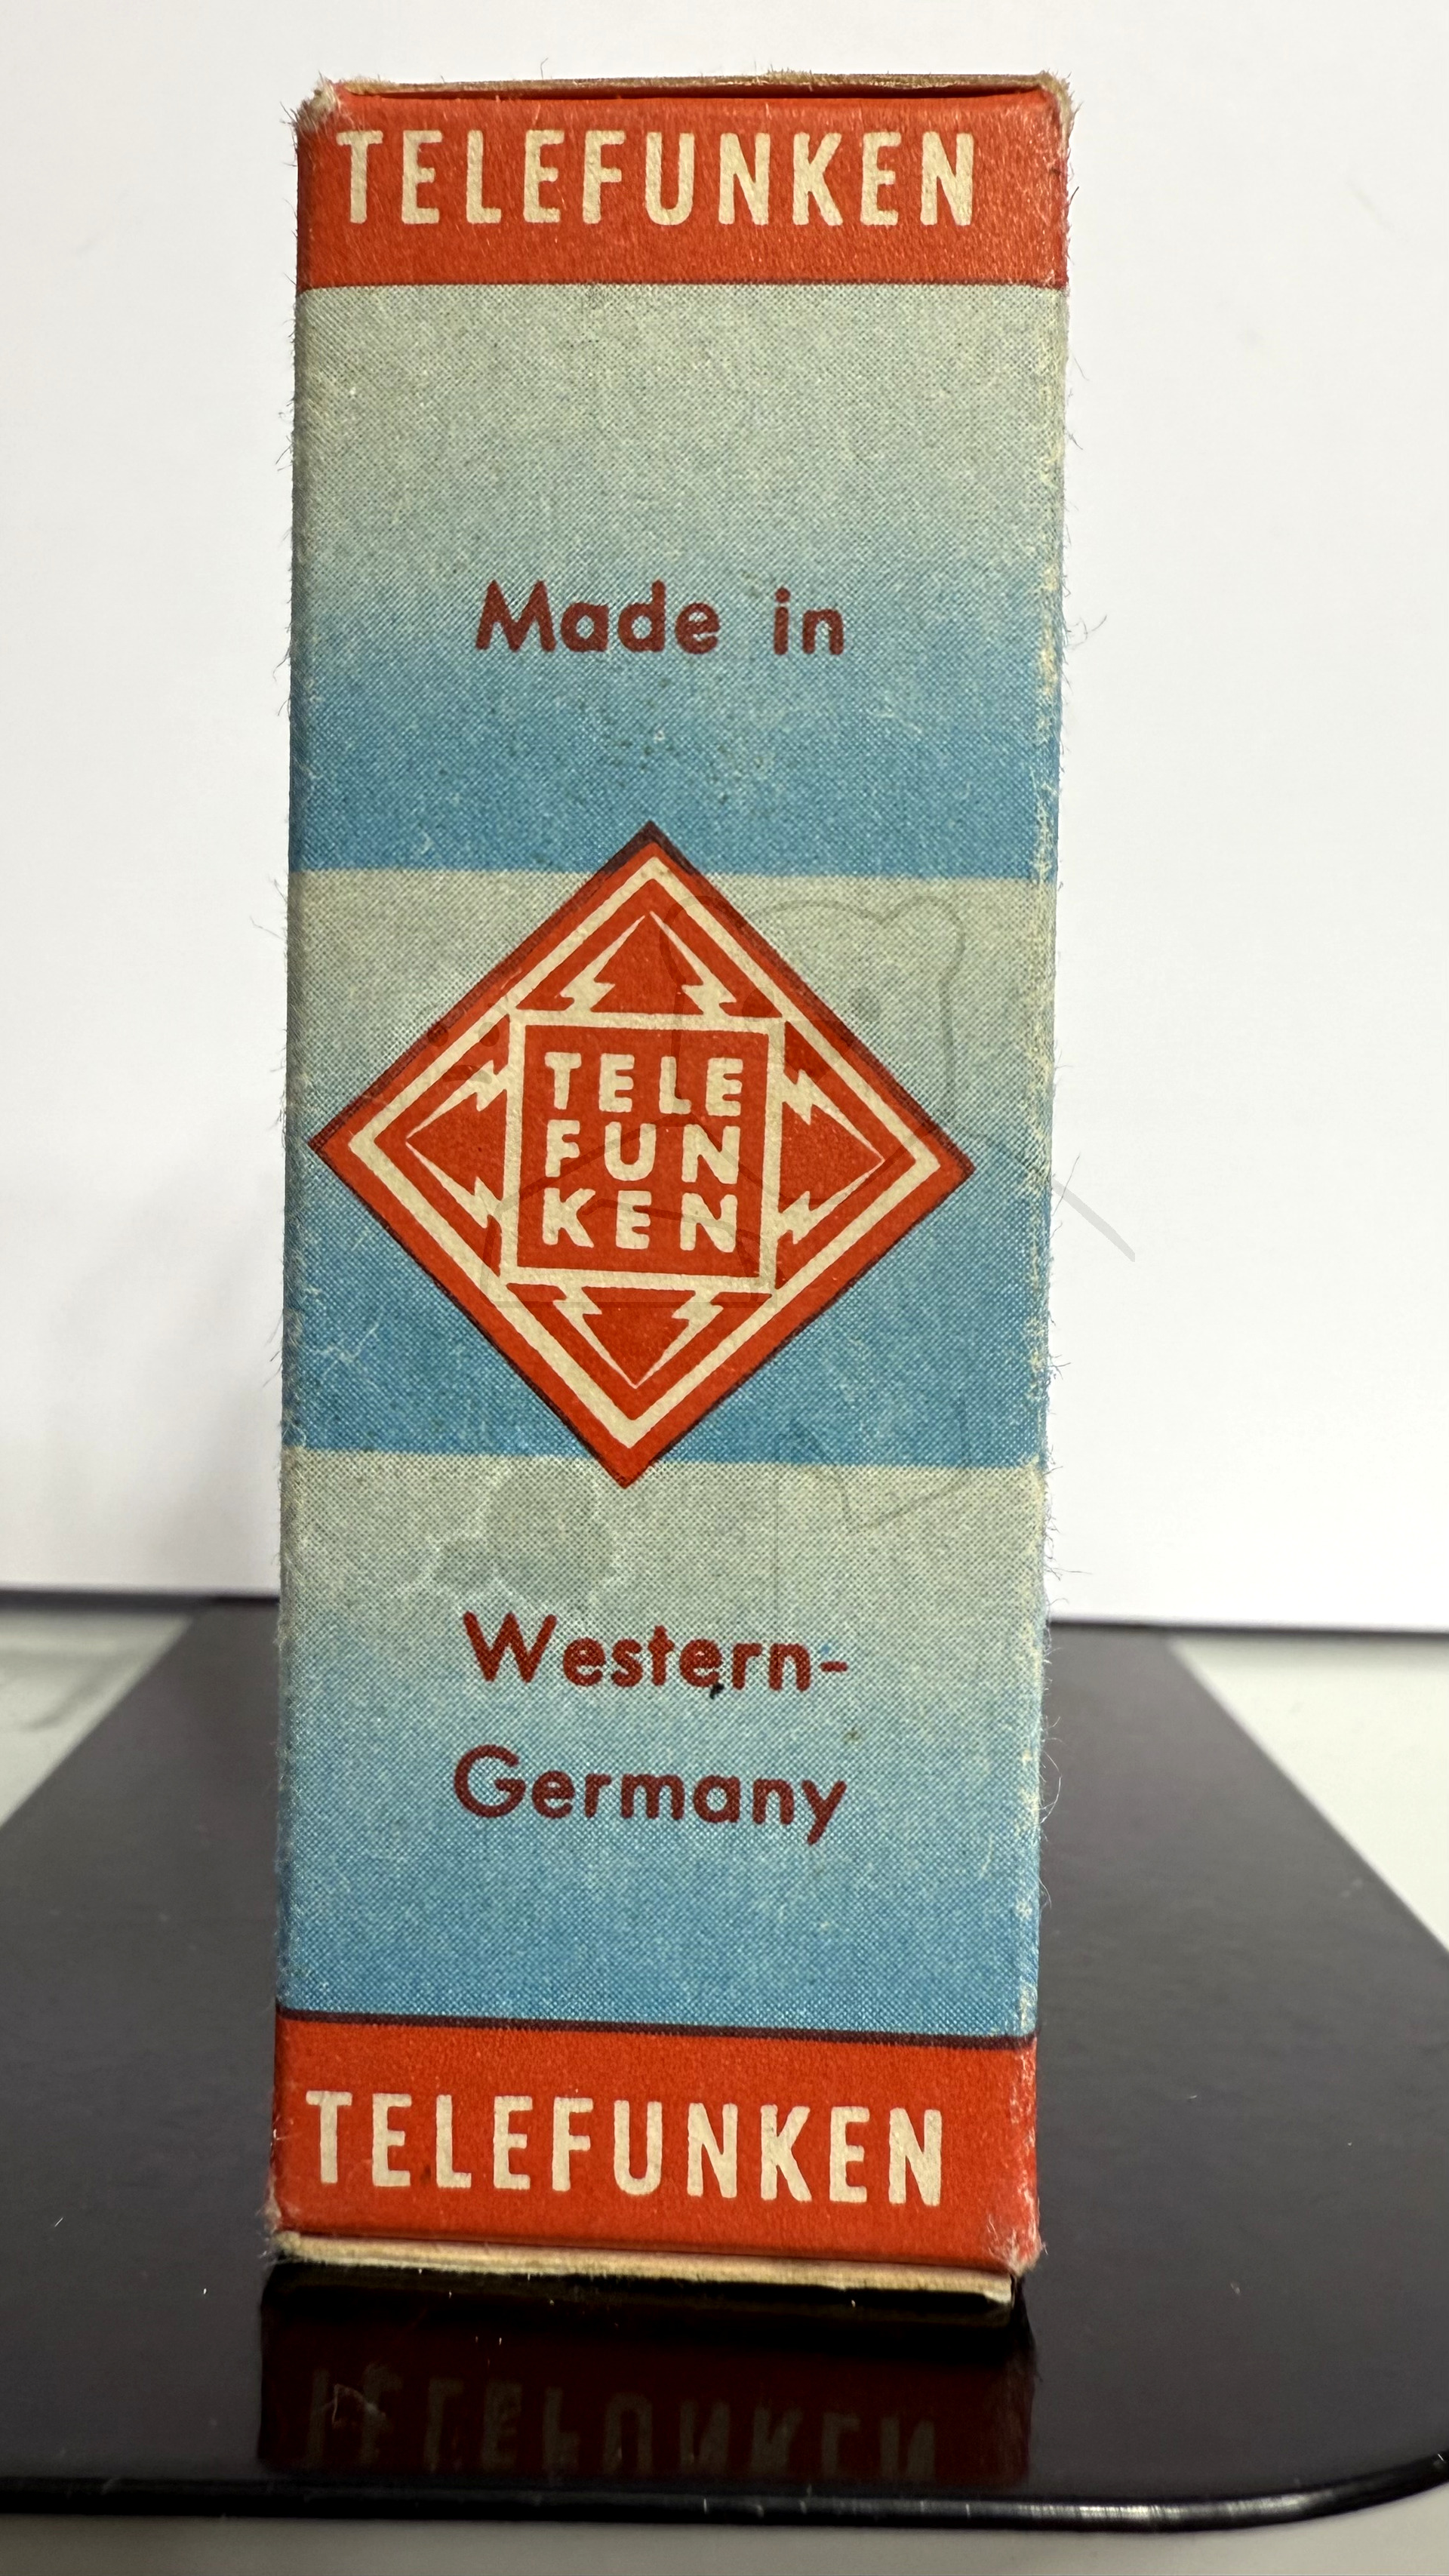 TELEFUNKEN
Made in
TELE
FUN
KEN
Western-
Germany
TELEFUNKEN